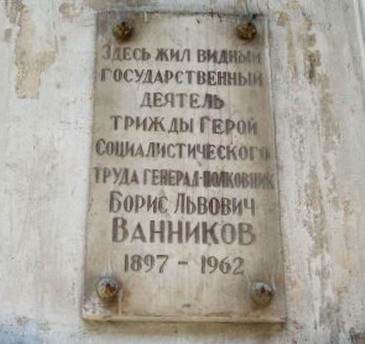 Здесь жил видный
государственный
деятель
трижды Герой
Социалистического
труда генерал-полковник
Борис Львович
Ванников
1897 - 1962